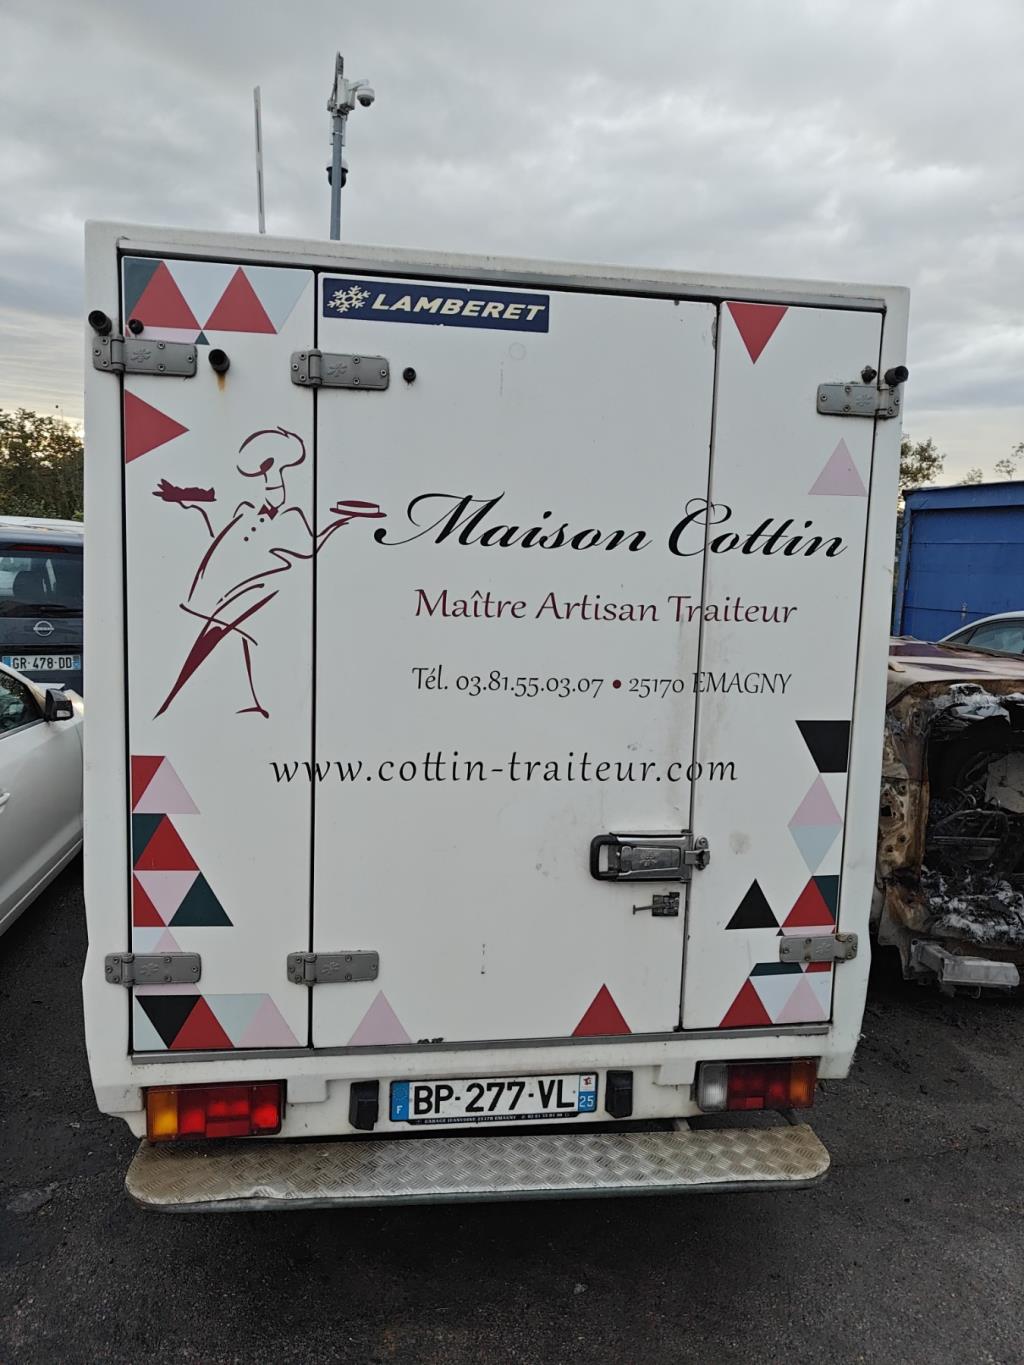 LAMBERET
Maison Cottin
Maître Artisan Traiteur
Tél. 03.81.55.03.07 • 25170 EMAGNY
www.cottin-traiteur.com
GR-478-DD
F BP-277-VL 25